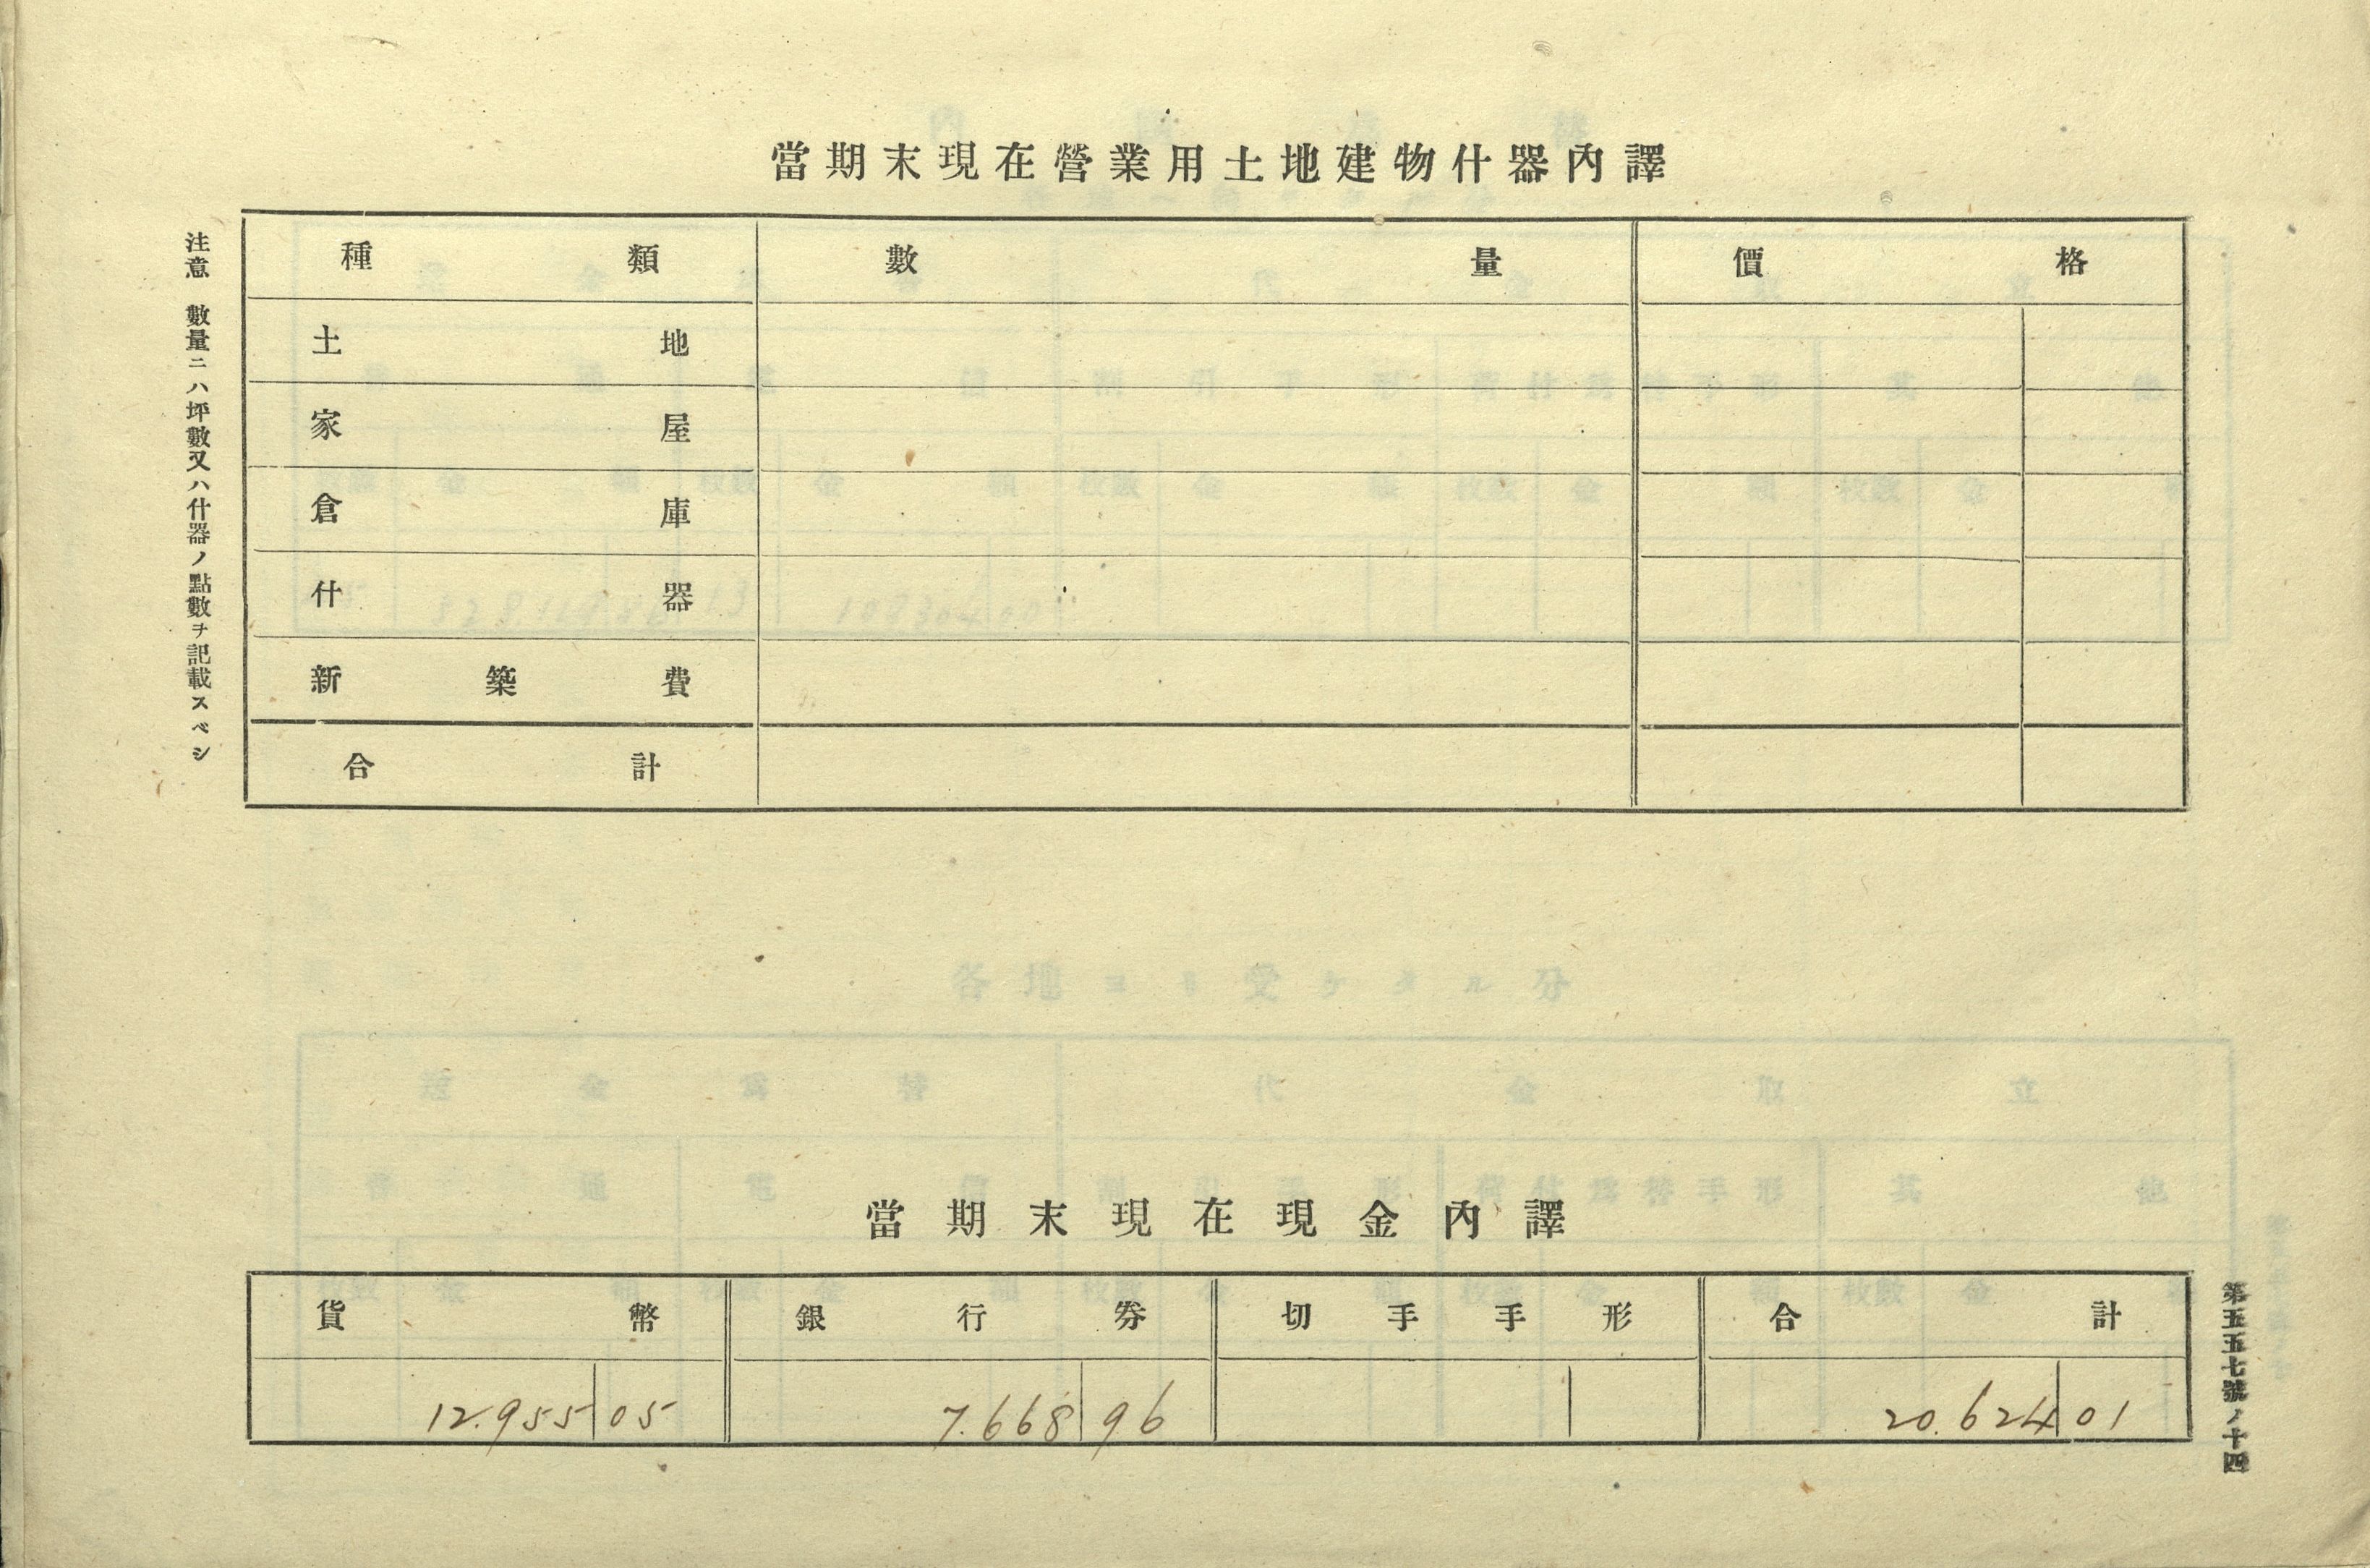 當期末現在營業用土地建物什器內譯
種類 數量 價格
土地
家屋
倉庫
什器
新築費
合計
注意 數量ニハ坪數又ハ什器ノ點數ヲ記載スベシ
當期末現在現金內譯
貨幣 銀行券 切手手形 合計
12.955 05 7.668 96 20.624 01
第五五七號ノ十四